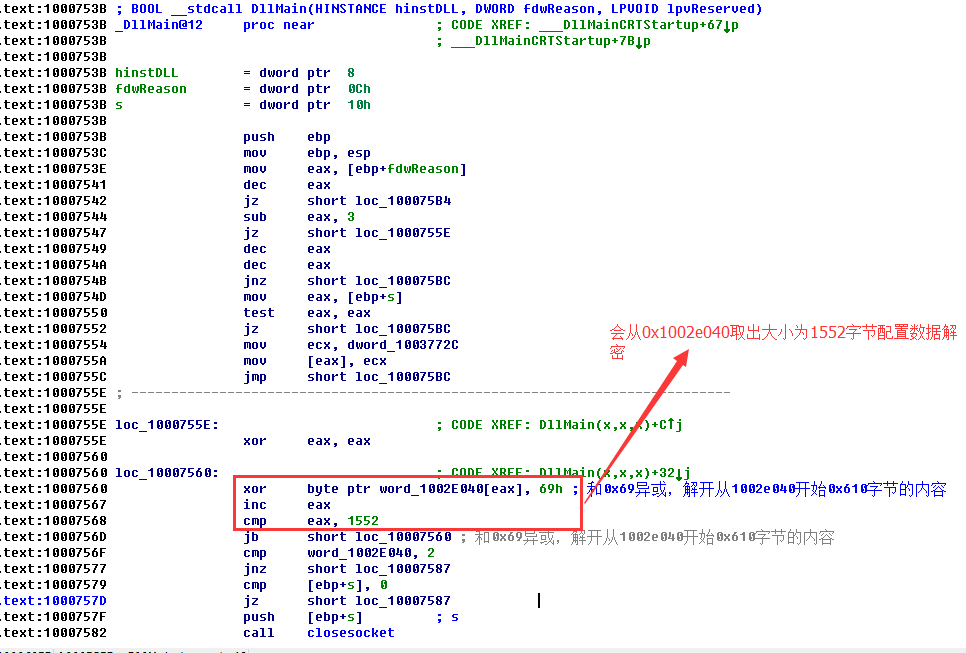 .text:1000753B ; BOOL __stdcall DllMain(HINSTANCE hinstDLL, DWORD fdwReason, LPVOID lpvReserved)
.text:1000753B _DllMain@12 proc near ; CODE XREF: ___DllMainCRTStartup+67↓p
.text:1000753B ; ___DllMainCRTStartup+7B↓p
.text:1000753B
.text:1000753B hinstDLL = dword ptr 8
.text:1000753B fdwReason = dword ptr 0Ch
.text:1000753B s = dword ptr 10h
.text:1000753B
.text:1000753B push ebp
.text:1000753C mov ebp, esp
.text:1000753E mov eax, [ebp+fdwReason]
.text:10007541 dec eax
.text:10007542 jz short loc_100075B4
.text:10007544 sub eax, 3
.text:10007547 jz short loc_1000755E
.text:10007549 dec eax
.text:1000754A dec eax
.text:1000754B jnz short loc_100075BC
.text:1000754D mov eax, [ebp+s]
.text:10007550 test eax, eax
.text:10007552 jz short loc_100075BC
.text:10007554 mov ecx, dword_1003772C
.text:1000755A mov [eax], ecx
.text:1000755C jmp short loc_100075BC
会从0x1002e040取出大小为1552字节配置数据解
密
.text:1000755E ; ---------------------------------------------------------------------------
.text:1000755E
.text:1000755E loc_1000755E: ; CODE XREF: DllMain(x,x,x)+C↑j
.text:1000755E xor eax, eax
.text:10007560
.text:10007560 loc_10007560: ; CODE XREF: DllMain(x,x,x)+32↓j
.text:10007560 xor byte ptr word_1002E040[eax], 69h ; 和0x69异或，解开从1002e040开始0x610字节的内容
.text:10007567 inc eax
.text:10007568 cmp eax, 1552
.text:1000756D jb short loc_10007560 ; 和0x69异或，解开从1002e040开始0x610字节的内容
.text:1000756F cmp word_1002E040, 2
.text:10007577 jnz short loc_10007587
.text:10007579 cmp [ebp+s], 0
.text:1000757D jz short loc_10007587
.text:1000757F push [ebp+s] ; s
.text:10007582 call closesocket